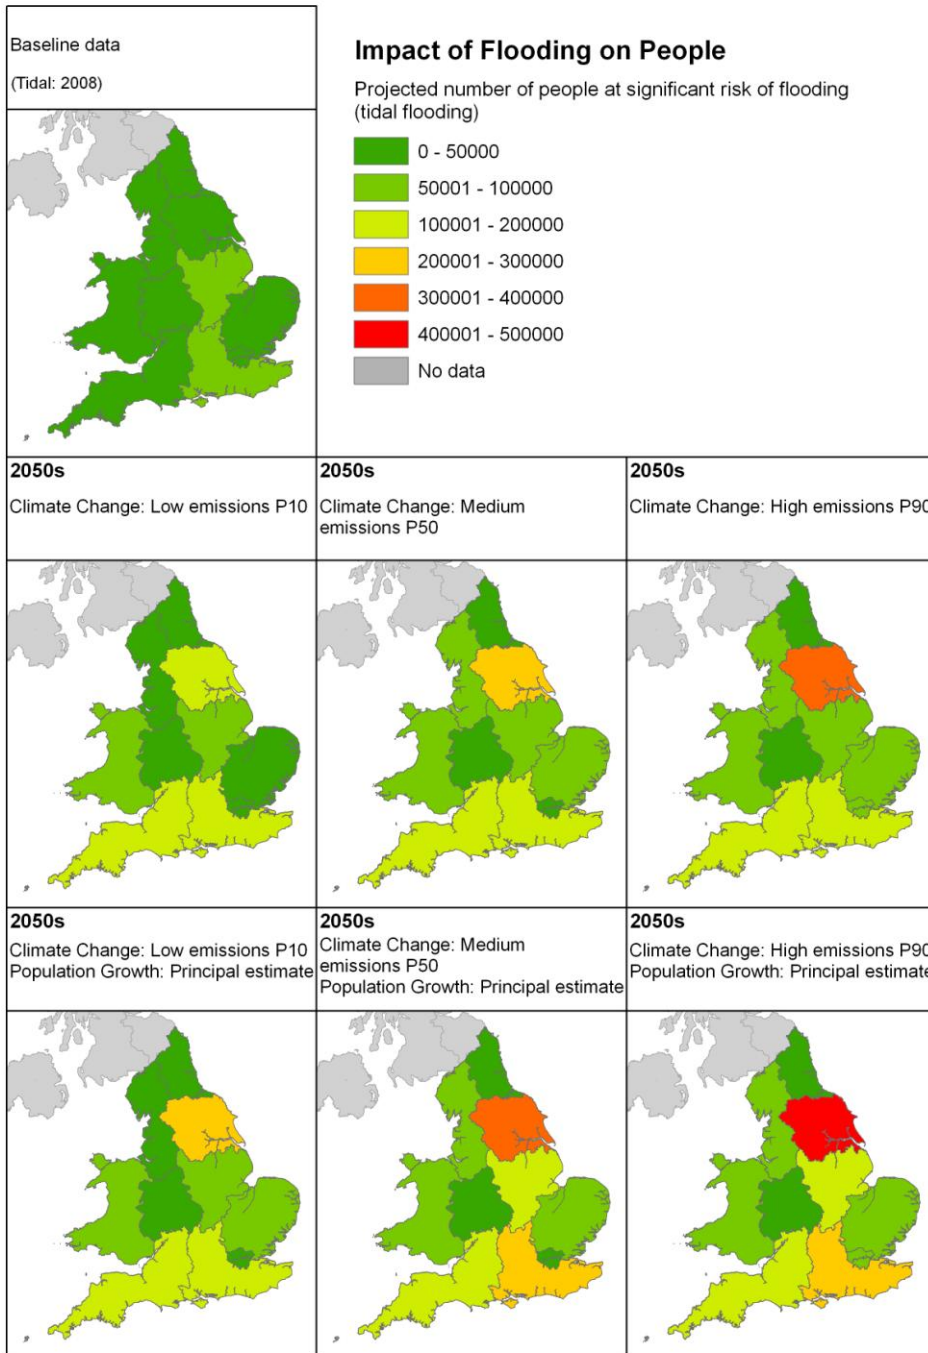 Baseline data
(Tidal: 2008)
Impact of Flooding on People
Projected number of people at significant risk of flooding
(tidal flooding)
0 - 50000
50001 - 100000
100001 - 200000
200001 - 300000
300001 - 400000
400001 - 500000
No data
2050s
Climate Change: Low emissions P10
2050s
Climate Change: Medium
emissions P50
2050s
Climate Change: High emissions P90
2050s
Climate Change: Low emissions P10
Population Growth: Principal estimate
2050s
Climate Change: Medium
emissions P50
Population Growth: Principal estimate
2050s
Climate Change: High emissions P90
Population Growth: Principal estimate